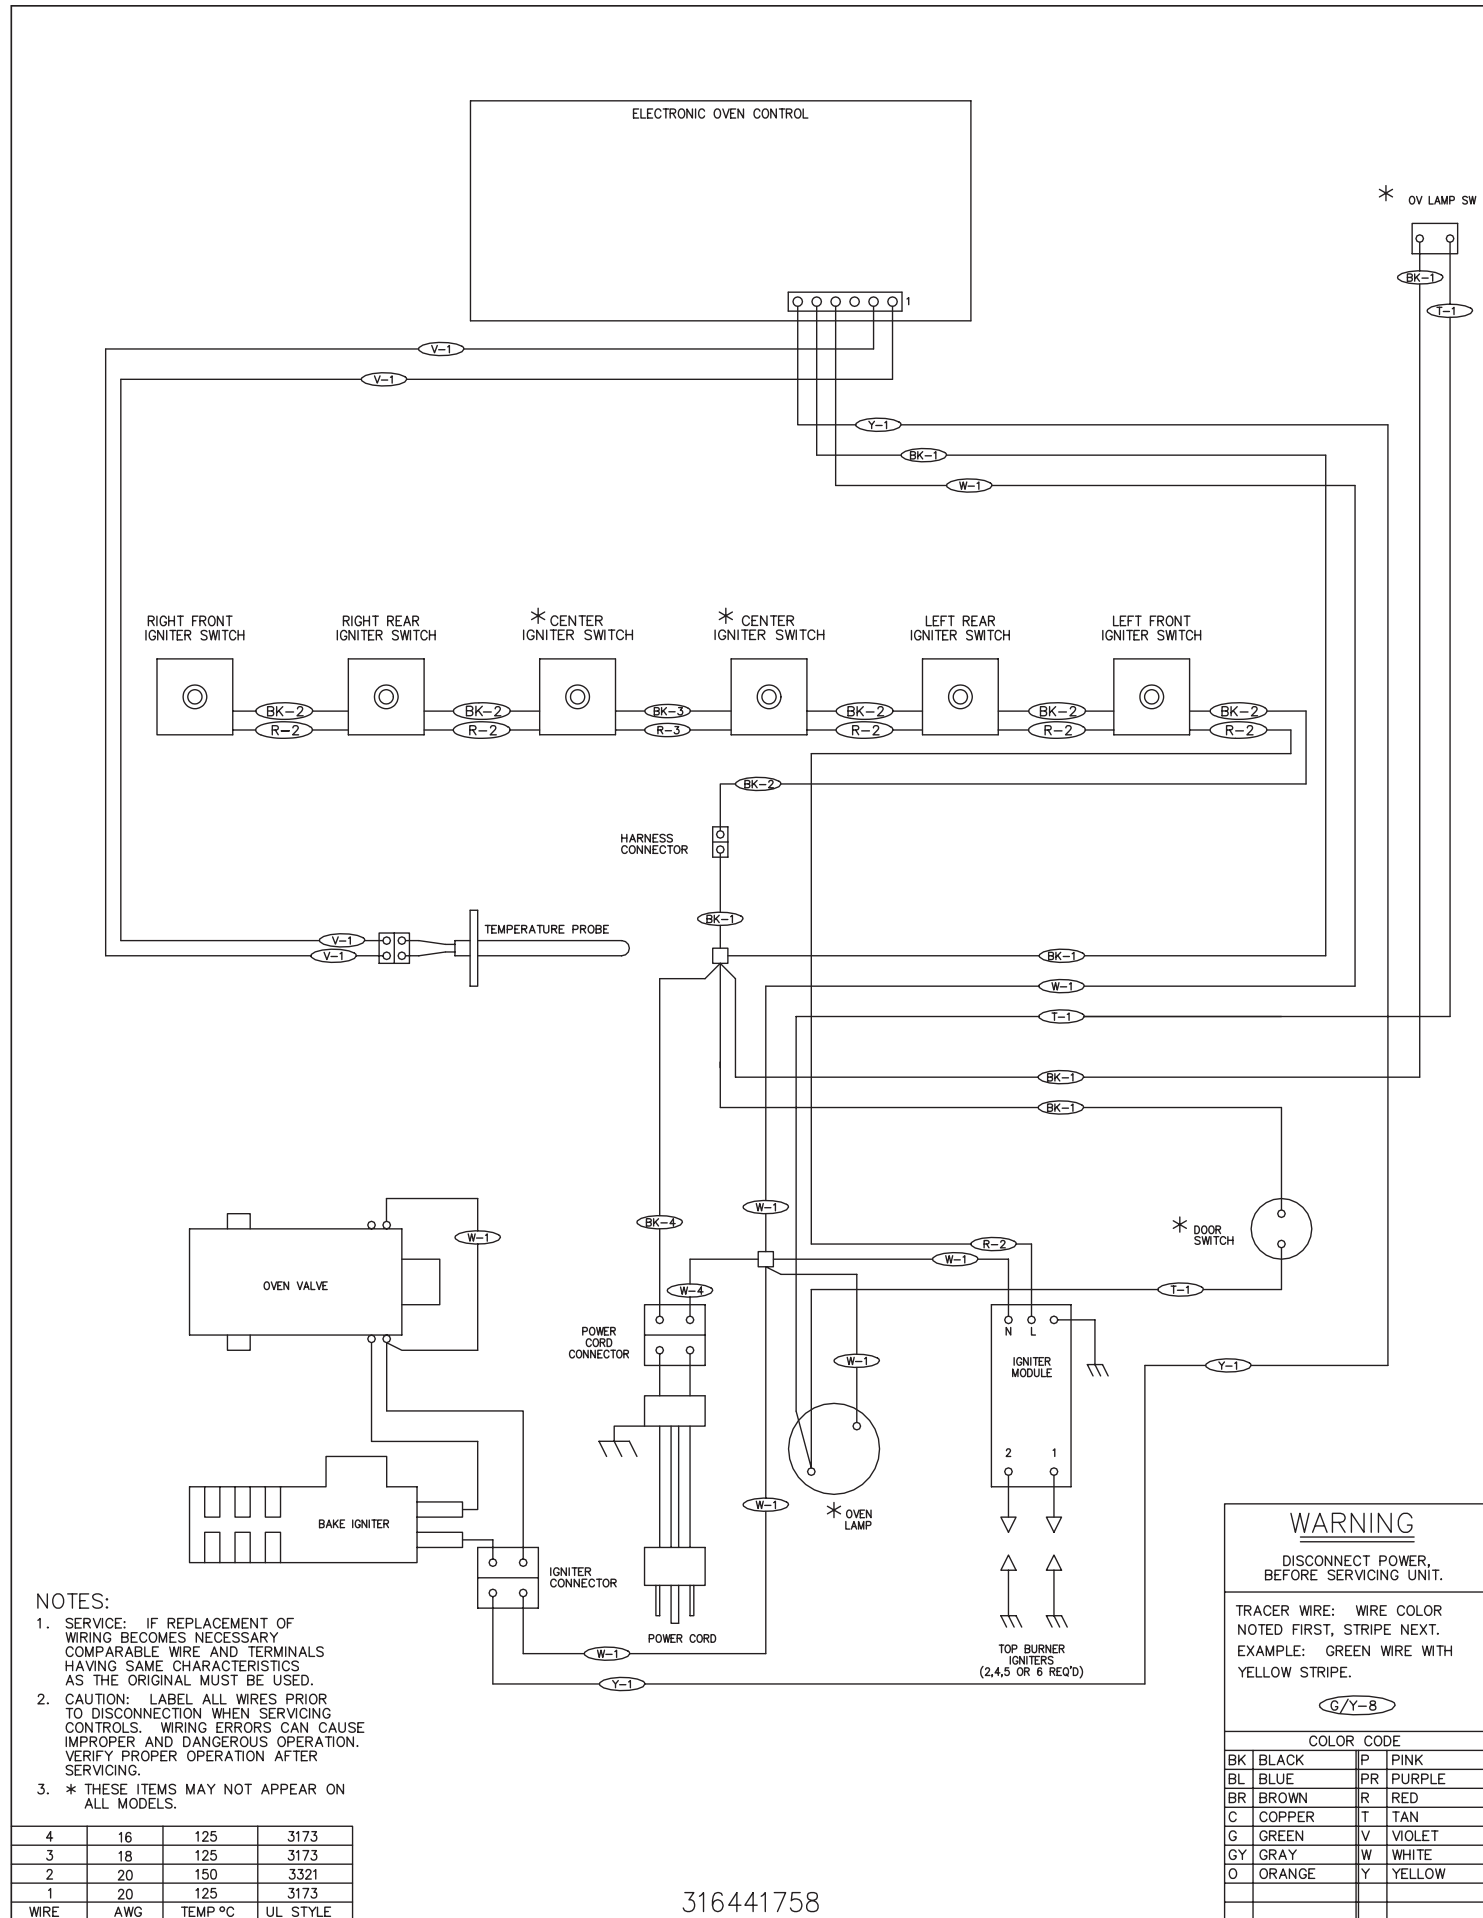 ELECTRONIC OVEN CONTROL
* OV LAMP SW
1
BK-1
T-1
V-1
V-1
Y-1
BK-1
W-1
RIGHT FRONT
IGNITER SWITCH
RIGHT REAR
IGNITER SWITCH
* CENTER
IGNITER SWITCH
* CENTER
IGNITER SWITCH
LEFT REAR
IGNITER SWITCH
LEFT FRONT
IGNITER SWITCH
BK-2 BK-2 BK-3 BK-2 BK-2 BK-2
R-2 R-2 R-3 R-2 R-2 R-2
BK-2
HARNESS
CONNECTOR
BK-1
TEMPERATURE PROBE
V-1
V-1
BK-1
W-1
T-1
BK-1
BK-1
W-1
BK-4
* DOOR
SWITCH
W-1
R-2
W-1
OVEN VALVE
W-4
T-1
POWER
CORD
CONNECTOR
N L
IGNITER
MODULE
W-1
Y-1
2 1
BAKE IGNITER
W-1
* OVEN
LAMP
IGNITER
CONNECTOR
POWER CORD
W-1
Y-1
TOP BURNER
IGNITERS
(2,4,5 OR 6 REQ'D)
NOTES:
1. SERVICE: IF REPLACEMENT OF
WIRING BECOMES NECESSARY
COMPARABLE WIRE AND TERMINALS
HAVING SAME CHARACTERISTICS
AS THE ORIGINAL MUST BE USED.
2. CAUTION: LABEL ALL WIRES PRIOR
TO DISCONNECTION WHEN SERVICING
CONTROLS. WIRING ERRORS CAN CAUSE
IMPROPER AND DANGEROUS OPERATION.
VERIFY PROPER OPERATION AFTER
SERVICING.
3. * THESE ITEMS MAY NOT APPEAR ON
ALL MODELS.
4 16 125 3173
3 18 125 3173
2 20 150 3321
1 20 125 3173
WIRE AWG TEMP °C UL STYLE
316441758
WARNING
DISCONNECT POWER,
BEFORE SERVICING UNIT.
TRACER WIRE: WIRE COLOR
NOTED FIRST, STRIPE NEXT.
EXAMPLE: GREEN WIRE WITH
YELLOW STRIPE.
G/Y-8
COLOR CODE
BK BLACK P PINK
BL BLUE PR PURPLE
BR BROWN R RED
C COPPER T TAN
G GREEN V VIOLET
GY GRAY W WHITE
O ORANGE Y YELLOW